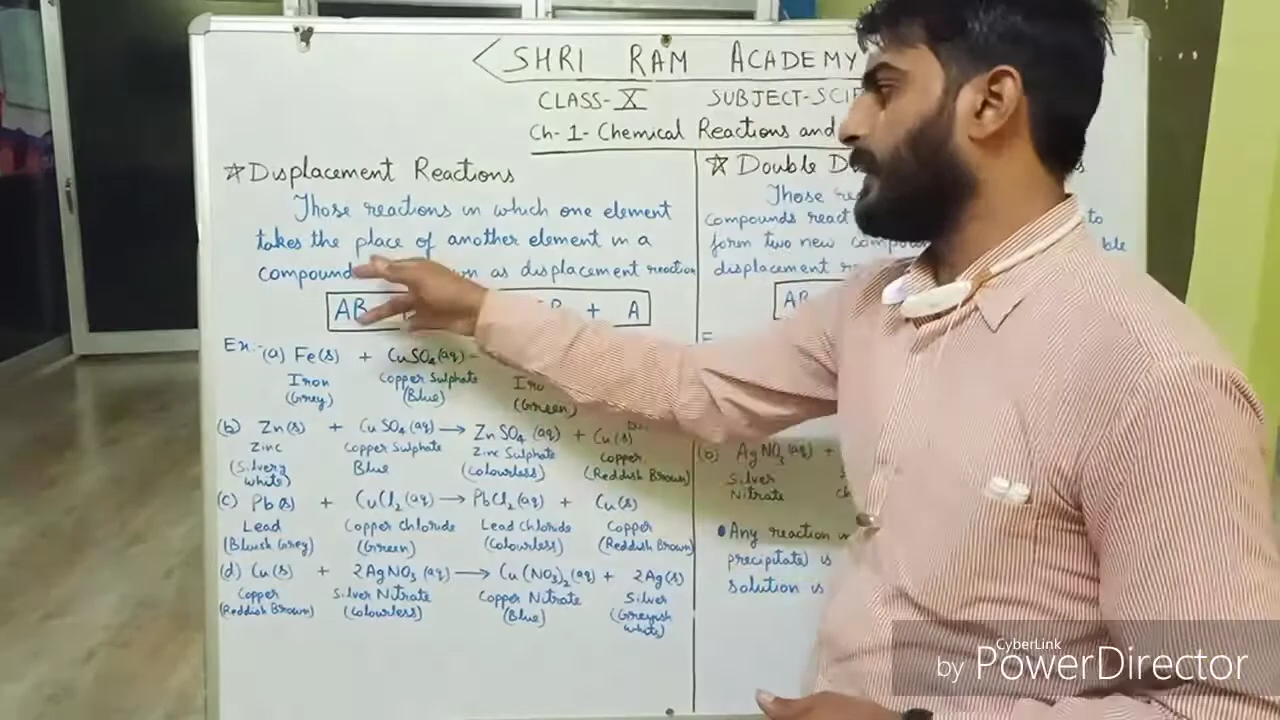 SHRI RAM ACADEMY
CLASS-X SUBJECT-
Ch-1- Chemical Reactions and
☆ Displacement Reactions
Those reactions in which one element
takes the place of another element in a
compound as displacement reaction
+ A
Ex:- (a) Fe(s) + CuSO₄(aq)
Iron Copper Sulphate
(Grey) (Blue) (Green)
(b) Zn(s) + CuSO₄(aq) → ZnSO₄(aq) + Cu(s)
Zinc Copper Sulphate Zinc Sulphate Copper
(Silvery white) Blue (Colourless) (Reddish Brown)
(c) Pb(s) + CuCl₂(aq) → PbCl₂(aq) + Cu(s)
Lead Copper Chloride Lead Chloride Copper
(Bluish Grey) (Green) (Colourless) (Reddish Brown)
(d) Cu(s) + 2AgNO₃(aq) → Cu(NO₃)₂(aq) + 2Ag(s)
Copper Silver Nitrate Copper Nitrate Silver
(Reddish Brown) (Colourless) (Blue) (Greyish white)
☆ Double
Those
compounds react to
form two new
displacement
AgNO₃(aq) +
Silver
Nitrate
• Any reaction
precipitate) is
solution is
CyberLink
by PowerDirector